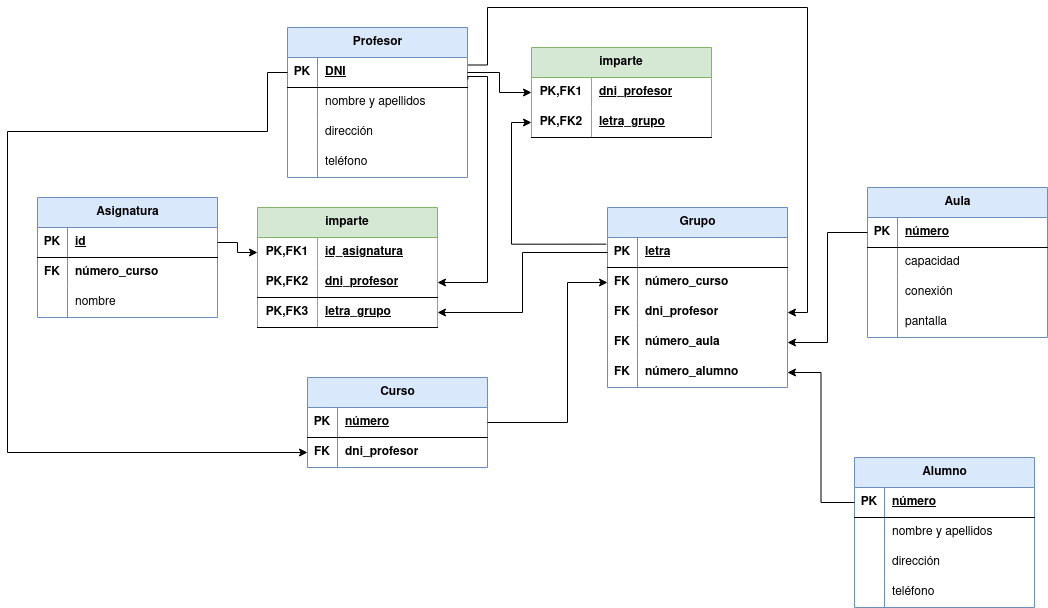 Profesor
PK DNI
nombre y apellidos
dirección
teléfono
imparte
PK,FK1 dni_profesor
PK,FK2 letra_grupo
Asignatura
PK id
FK número_curso
nombre
imparte
PK,FK1 id_asignatura
PK,FK2 dni_profesor
PK,FK3 letra_grupo
Grupo
PK letra
FK número_curso
FK dni_profesor
FK número_aula
FK número_alumno
Aula
PK número
capacidad
conexión
pantalla
Curso
PK número
FK dni_profesor
Alumno
PK número
nombre y apellidos
dirección
teléfono